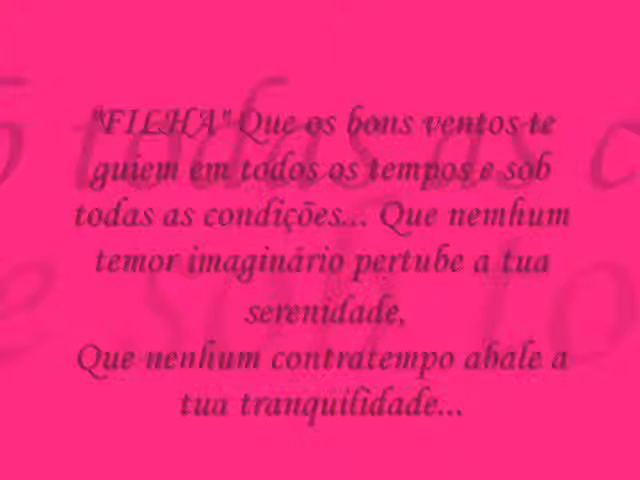 "FILHA" Que os bons ventos te
guiem em todos os tempos e sob
todas as condições... Que nemhum
temor imaginário pertube a tua
serenidade,
Que nenhum contratempo abale a
tua tranquilidade...